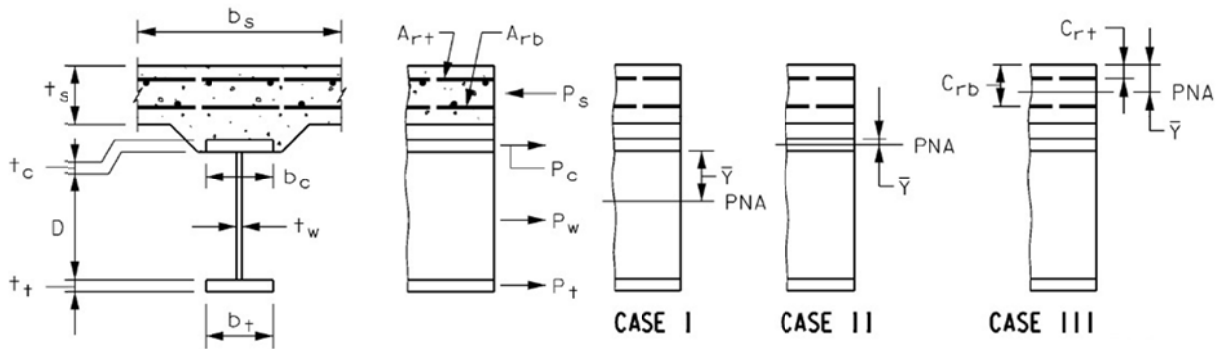 b_s
A_rt
A_rb
C_rt
t_s
P_s
C_rb
PNA
Ȳ
t_c
b_c
P_c
Ȳ
PNA
PNA
Ȳ
D
t_w
P_w
t_t
P_t
b_t
CASE I
CASE II
CASE III